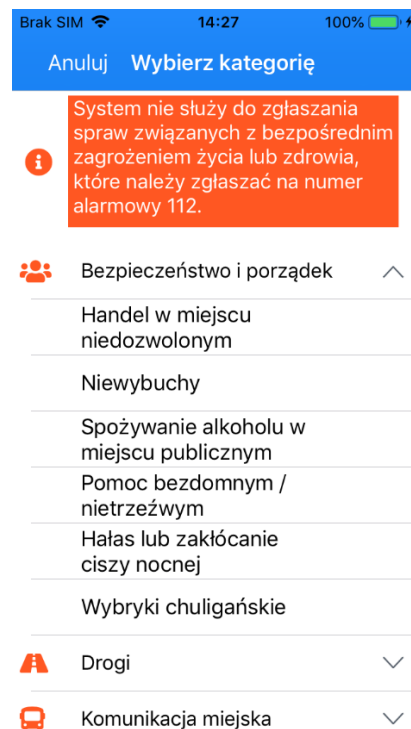 Brak SIM 14:27 100%
Anuluj Wybierz kategorię
System nie służy do zgłaszania
spraw związanych z bezpośrednim
zagrożeniem życia lub zdrowia,
które należy zgłaszać na numer
alarmowy 112.
Bezpieczeństwo i porządek
Handel w miejscu
niedozwolonym
Niewybuchy
Spożywanie alkoholu w
miejscu publicznym
Pomoc bezdomnym /
nietrzeźwym
Hałas lub zakłócanie
ciszy nocnej
Wybryki chuligańskie
Drogi
Komunikacja miejska